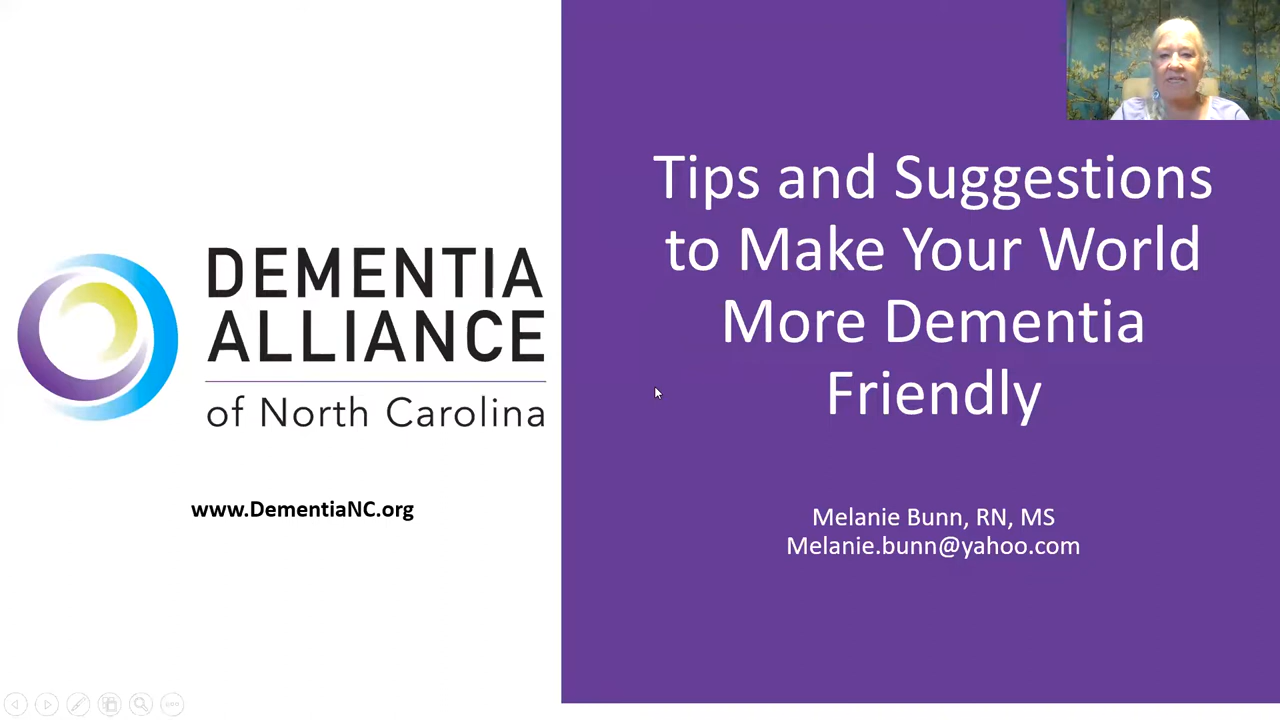 DEMENTIA
ALLIANCE
of North Carolina
www.DementiaNC.org
Tips and Suggestions
to Make Your World
More Dementia
Friendly
Melanie Bunn, RN, MS
Melanie.bunn@yahoo.com